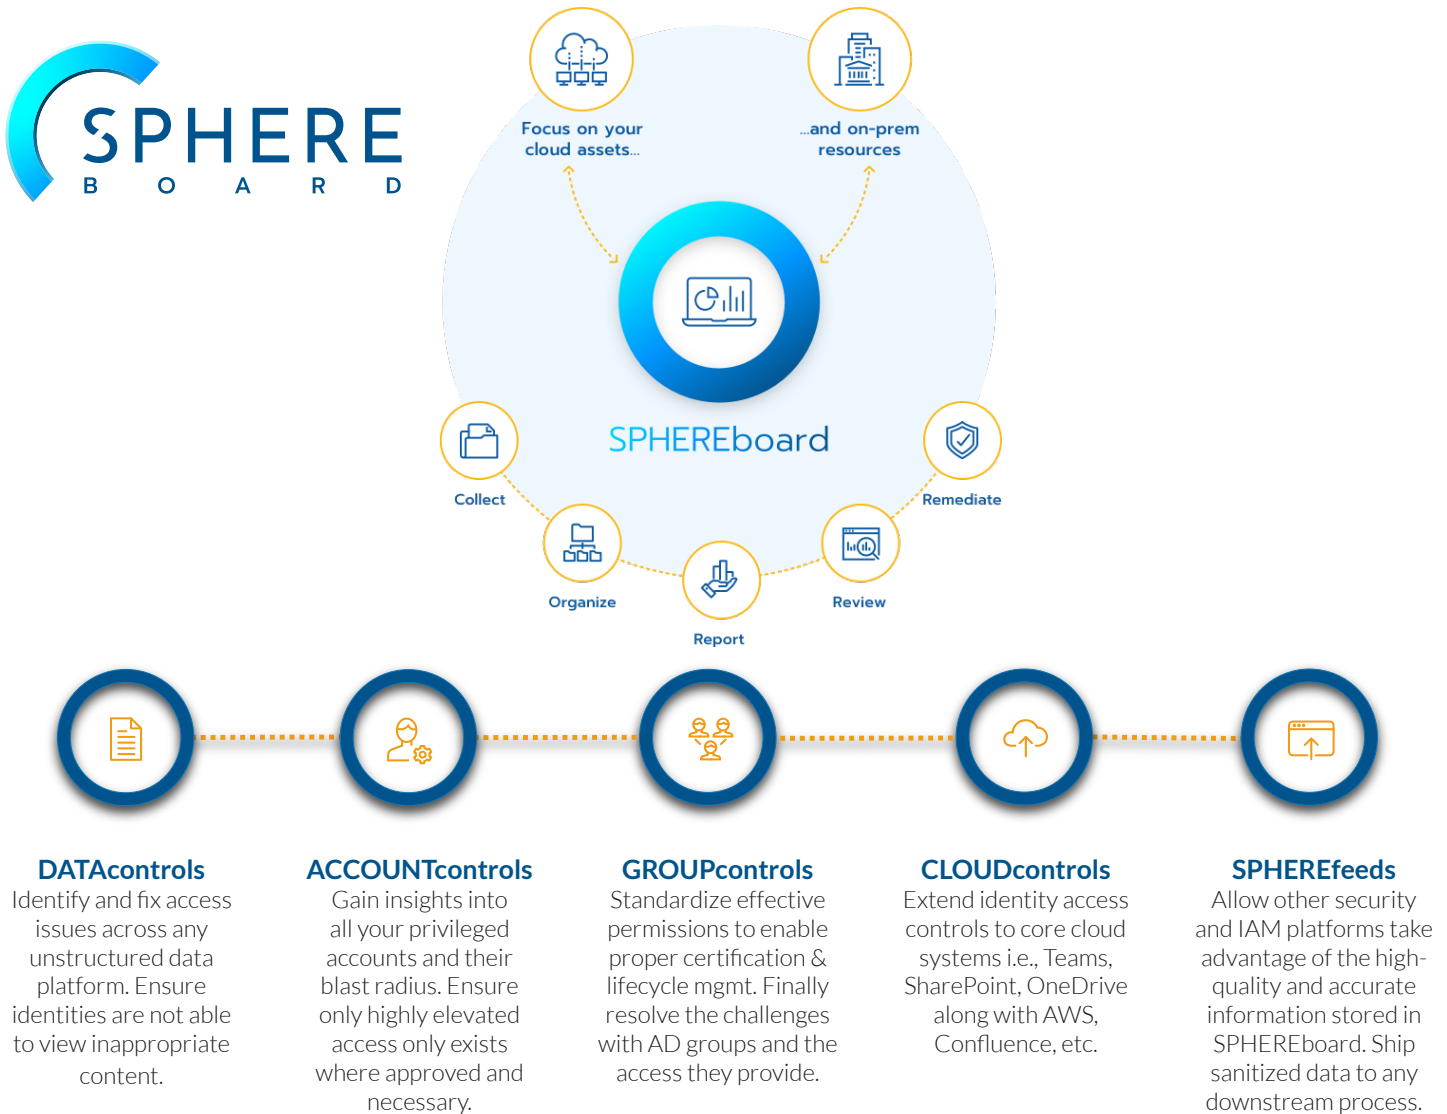 SPHERE
BOARD
Focus on your
cloud assets...
...and on-prem
resources
SPHEREboard
Collect
Remediate
Organize
Review
Report
DATAcontrols
Identify and fix access
issues across any
unstructured data
platform. Ensure
identities are not able
to view inappropriate
content.
ACCOUNTcontrols
Gain insights into
all your privileged
accounts and their
blast radius. Ensure
only highly elevated
access only exists
where approved and
necessary.
GROUPcontrols
Standardize effective
permissions to enable
proper certification &
lifecycle mgmt. Finally
resolve the challenges
with AD groups and the
access they provide.
CLOUDcontrols
Extend identity access
controls to core cloud
systems i.e., Teams,
SharePoint, OneDrive
along with AWS,
Confluence, etc.
SPHEREfeeds
Allow other security
and IAM platforms take
advantage of the high-
quality and accurate
information stored in
SPHEREboard. Ship
sanitized data to any
downstream process.